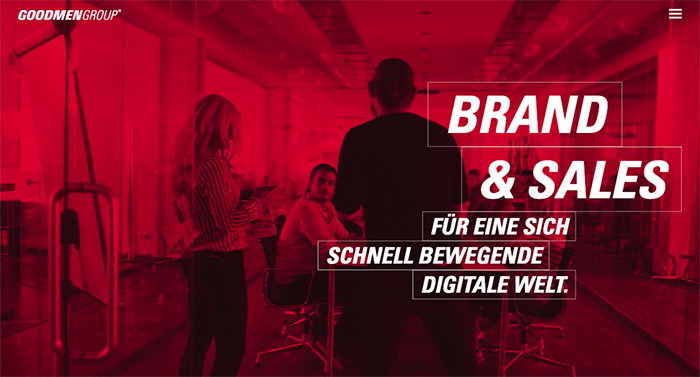 GOODMENGROUP*
BRAND
& SALES
FÜR EINE SICH
SCHNELL BEWEGENDE
DIGITALE WELT.